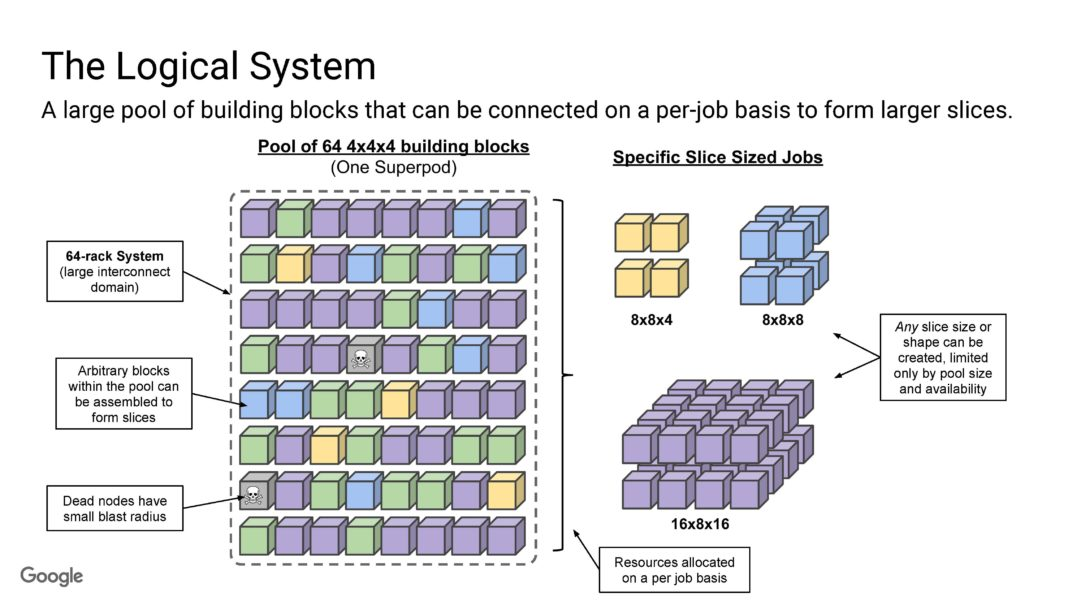 The Logical System
A large pool of building blocks that can be connected on a per-job basis to form larger slices.
Pool of 64 4x4x4 building blocks
(One Superpod)
Specific Slice Sized Jobs
64-rack System
(large interconnect
domain)
Arbitrary blocks
within the pool can
be assembled to
form slices
Dead nodes have
small blast radius
8x8x4
8x8x8
Any slice size or
shape can be
created, limited
only by pool size
and availability
16x8x16
Resources allocated
on a per job basis
Google